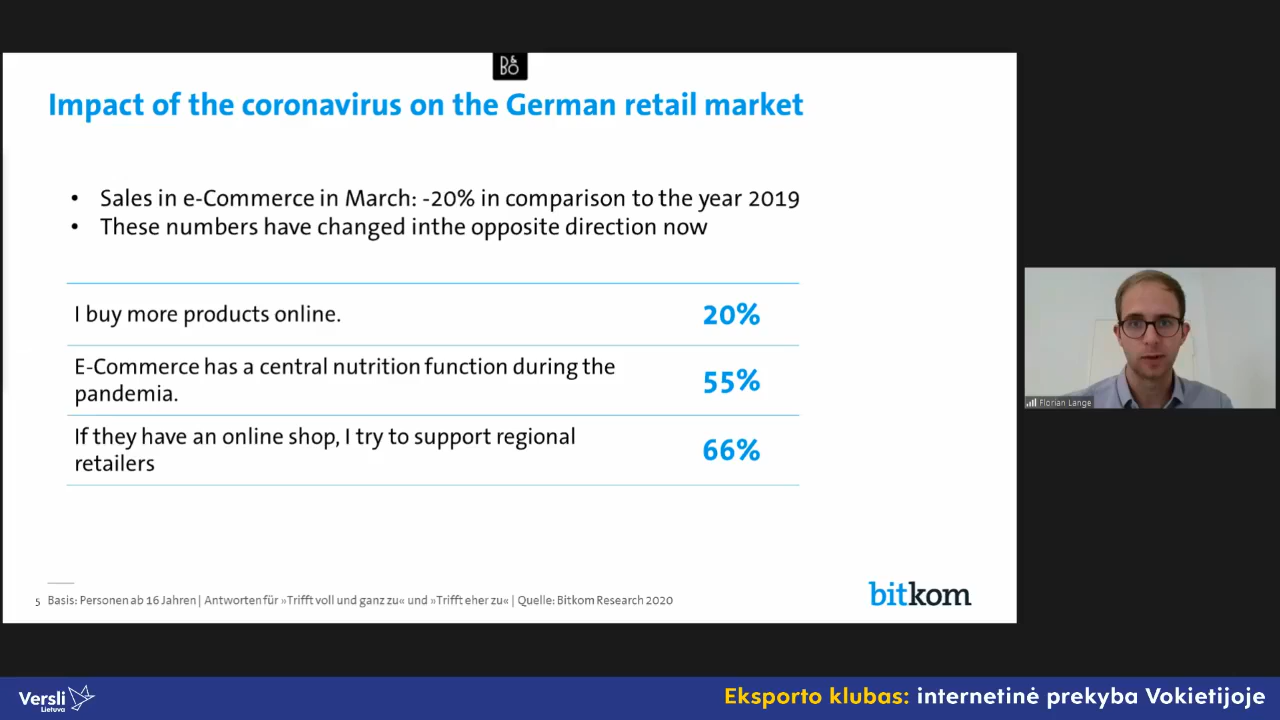 D&
BO
Impact of the coronavirus on the German retail market
• Sales in e-Commerce in March: -20% in comparison to the year 2019
• These numbers have changed inthe opposite direction now
I buy more products online. 20%
E-Commerce has a central nutrition function during the
pandemia. 55%
If they have an online shop, I try to support regional
retailers 66%
5 Basis: Personen ab 16 Jahren | Antworten für »Trifft voll und ganz zu« und »Trifft eher zu« | Quelle: Bitkom Research 2020
bitkom
Florian Lange
Versli
Lietuva
Eksporto klubas: internetinė prekyba Vokietijoje